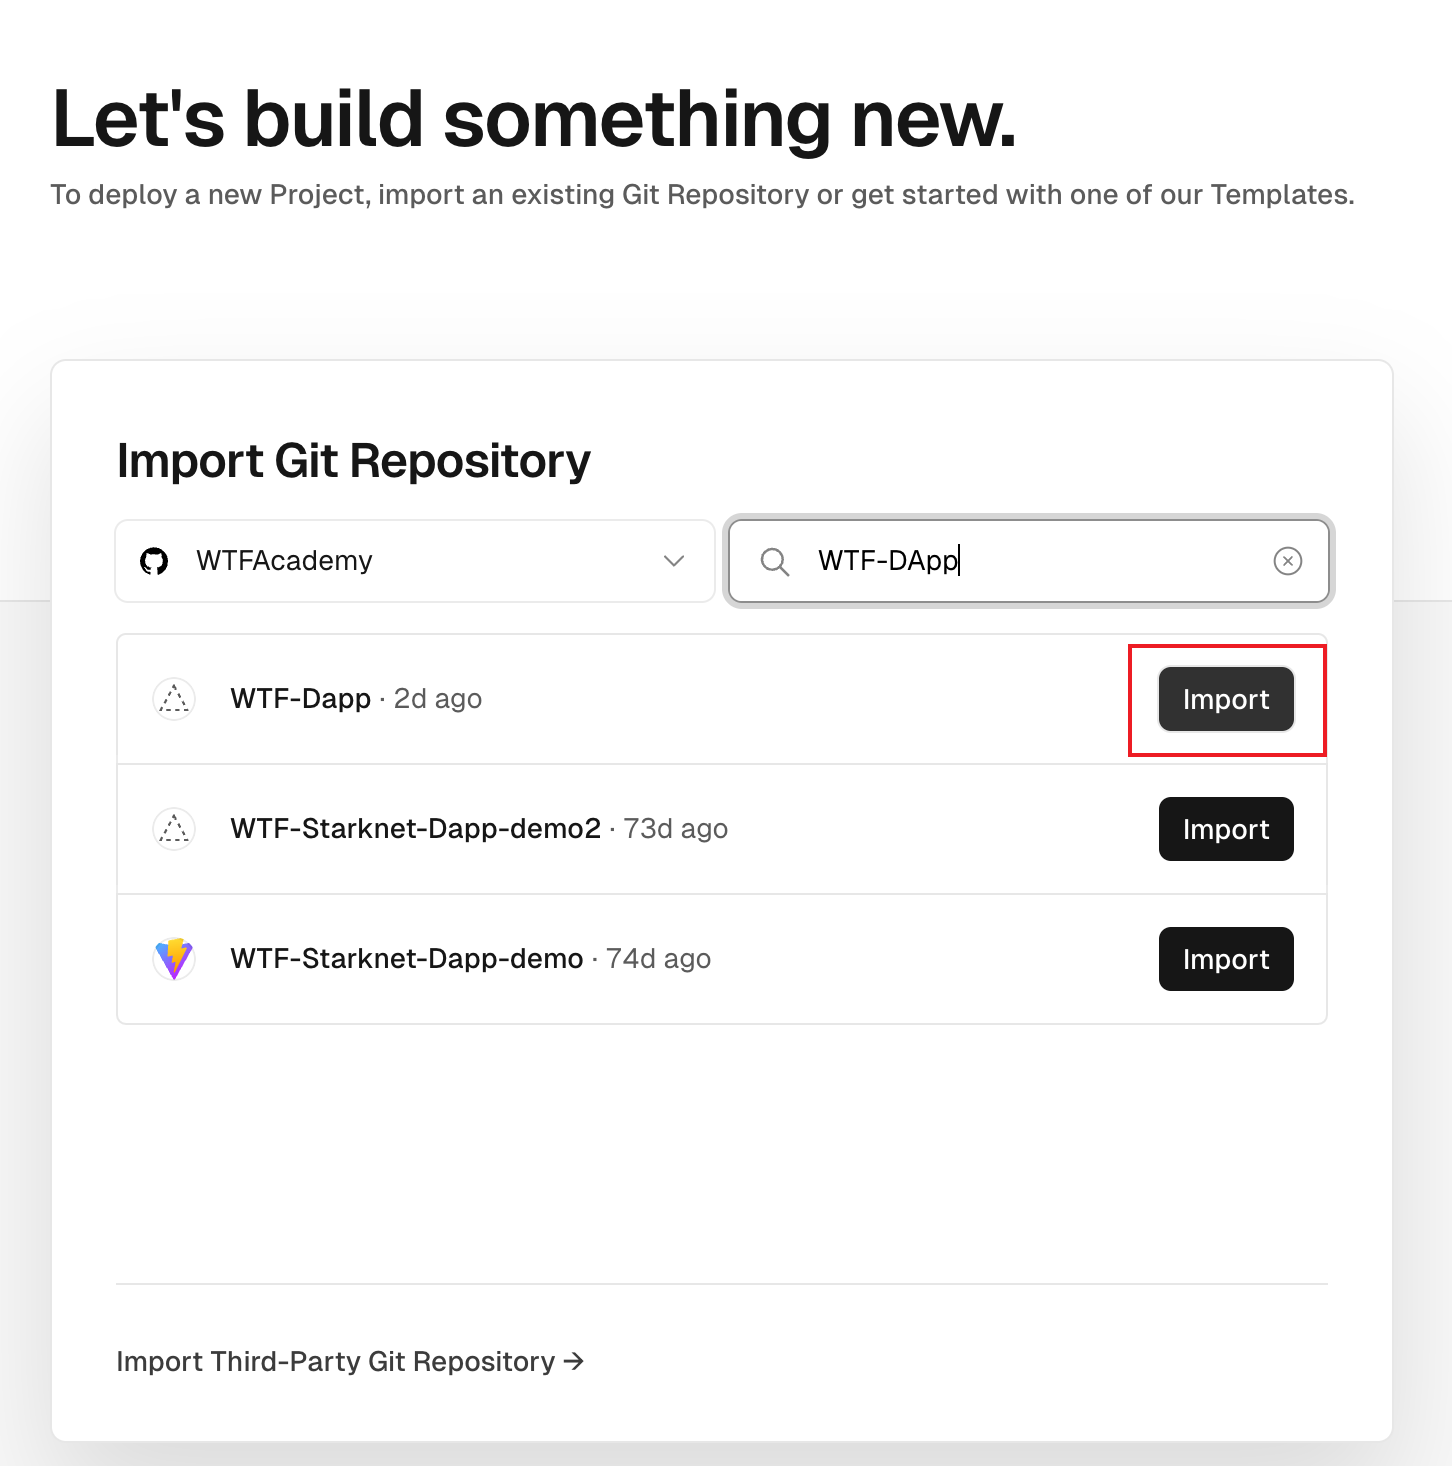 Let's build something new.
To deploy a new Project, import an existing Git Repository or get started with one of our Templates.
Import Git Repository
WTFAcademy
WTF-DApp
WTF-Dapp · 2d ago
Import
WTF-Starknet-Dapp-demo2 · 73d ago
Import
WTF-Starknet-Dapp-demo · 74d ago
Import
Import Third-Party Git Repository →